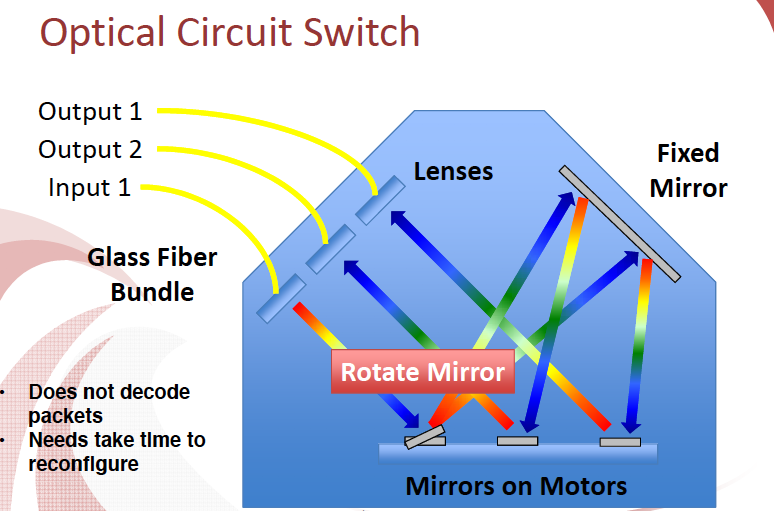 Optical Circuit Switch
Output 1
Output 2
Input 1
Lenses
Fixed
Mirror
Glass Fiber
Bundle
Rotate Mirror
• Does not decode
packets
• Needs take time to
reconfigure
Mirrors on Motors